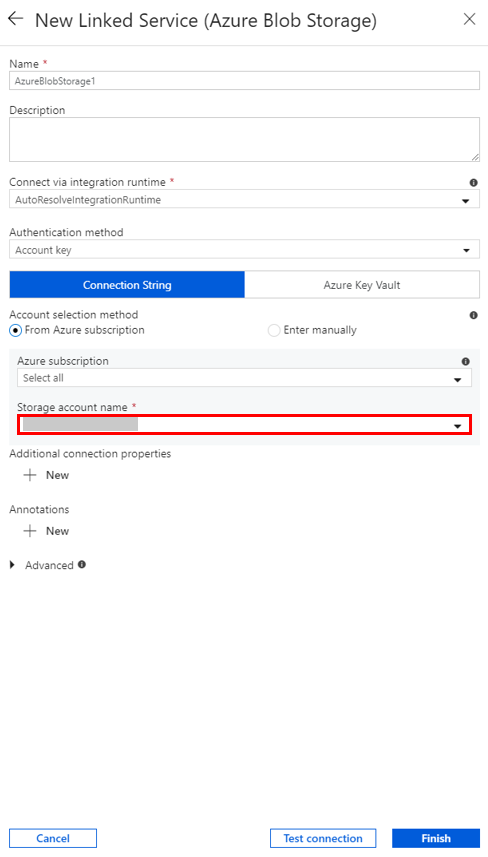 New Linked Service (Azure Blob Storage)
Name *
AzureBlobStorage1
Description
Connect via integration runtime *
AutoResolveIntegrationRuntime
Authentication method
Account key
Connection String Azure Key Vault
Account selection method
From Azure subscription Enter manually
Azure subscription
Select all
Storage account name *
Additional connection properties
New
Annotations
New
Advanced
Cancel Test connection Finish